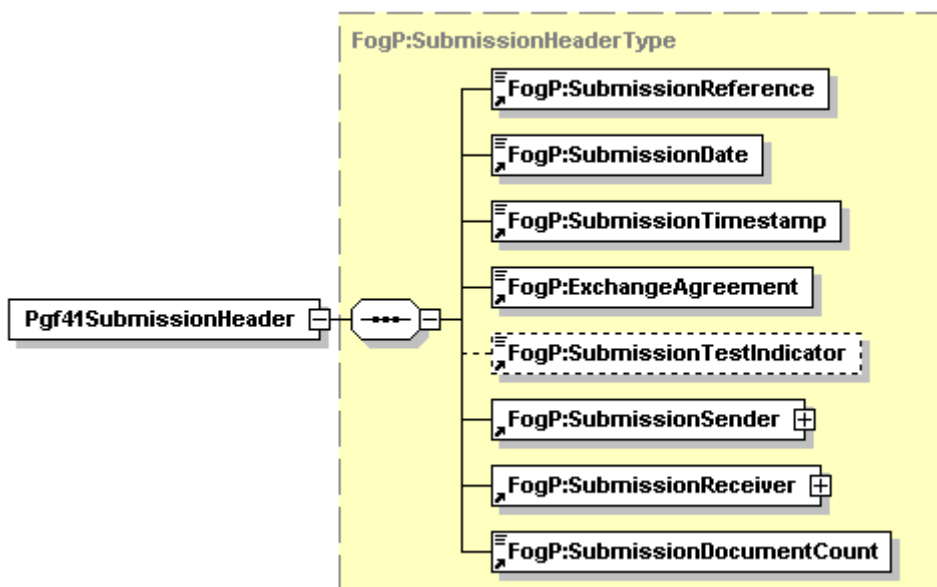 FogP:SubmissionHeaderType
FogP:SubmissionReference
FogP:SubmissionDate
FogP:SubmissionTimestamp
FogP:ExchangeAgreement
Pgf41SubmissionHeader
FogP:SubmissionTestIndicator
FogP:SubmissionSender
FogP:SubmissionReceiver
FogP:SubmissionDocumentCount